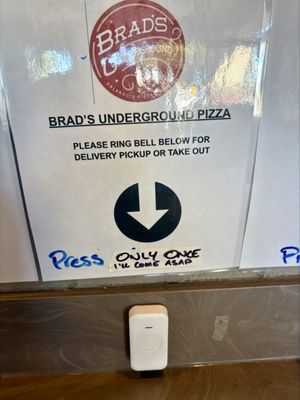 BRAD'S
UNDERGROUND
BRAD'S UNDERGROUND PIZZA
PLEASE RING BELL BELOW FOR
DELIVERY PICKUP OR TAKE OUT
Press ONLY ONCE
I'LL COME ASAP